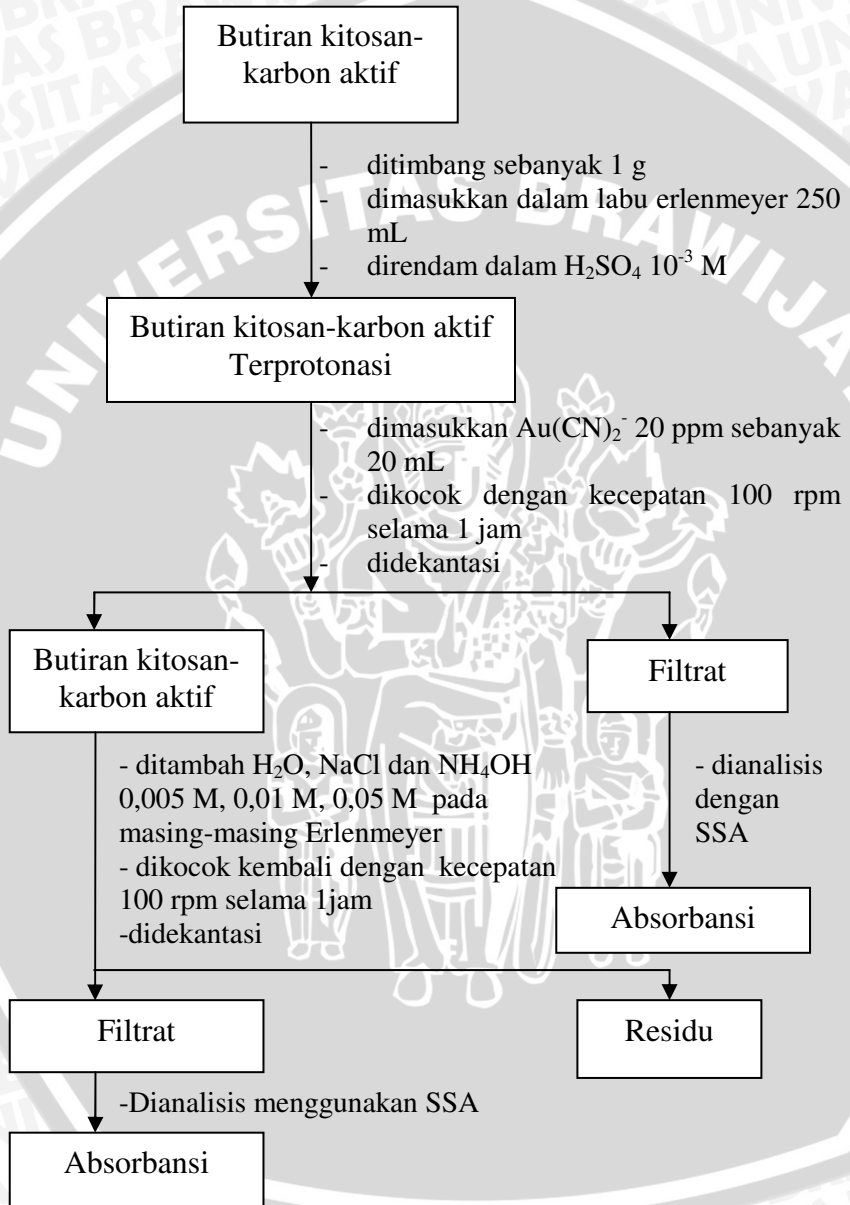 Butiran kitosan-
karbon aktif
- ditimbang sebanyak 1 g
- dimasukkan dalam labu erlenmeyer 250
mL
- direndam dalam H₂SO₄ 10⁻³ M
Butiran kitosan-karbon aktif
Terprotonasi
- dimasukkan Au(CN)₂⁻ 20 ppm sebanyak
20 mL
- dikocok dengan kecepatan 100 rpm
selama 1 jam
- didekantasi
Butiran kitosan-
karbon aktif
Filtrat
- ditambah H₂O, NaCl dan NH₄OH
0,005 M, 0,01 M, 0,05 M pada
masing-masing Erlenmeyer
- dikocok kembali dengan kecepatan
100 rpm selama 1jam
-didekantasi
- dianalisis
dengan
SSA
Absorbansi
Filtrat
Residu
-Dianalisis menggunakan SSA
Absorbansi
UNIVERSITAS BRAWIJA